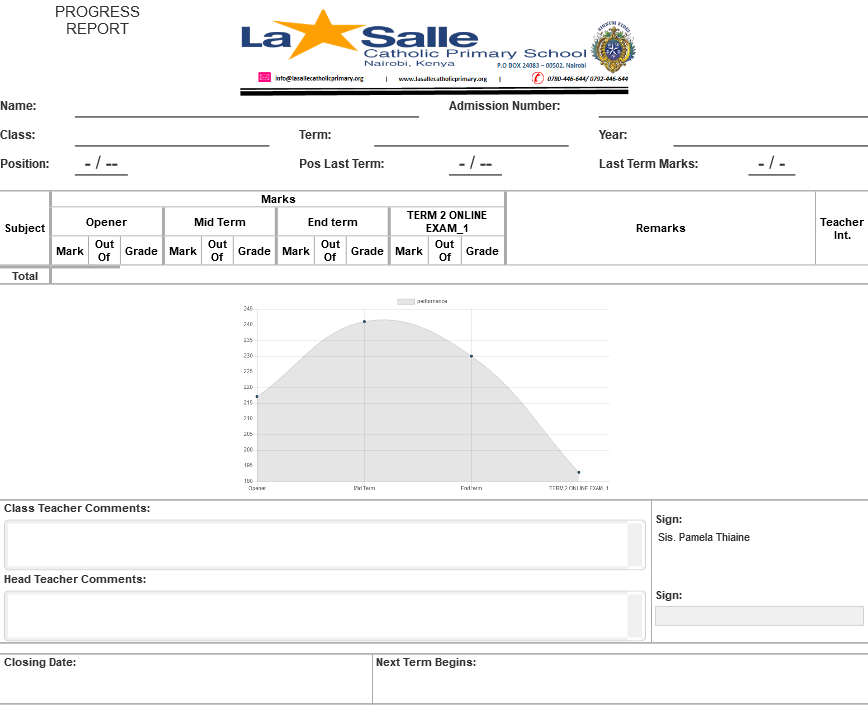 PROGRESS
REPORT
La Salle
Catholic Primary School
Nairobi, Kenya
P.O BOX 24083 – 00502, Nairobi
info@lasallecatholicprimary.org | www.lasallecatholicprimary.org | 0780-446-644/ 0792-446-644
Name: Admission Number:
Class: Term: Year:
Position: - / -- Pos Last Term: - / -- Last Term Marks: - / -
Marks
Subject Opener Mid Term End term TERM 2 ONLINE EXAM_1 Remarks Teacher Int.
Mark Out Of Grade Mark Out Of Grade Mark Out Of Grade Mark Out Of Grade
Total
performance
245
240
235
230
225
220
215
210
205
200
195
190
Opener Mid Term End term TERM 2 ONLINE EXAM_1
Class Teacher Comments:
Sign:
Sis. Pamela Thiaine
Head Teacher Comments:
Sign:
Closing Date: Next Term Begins: